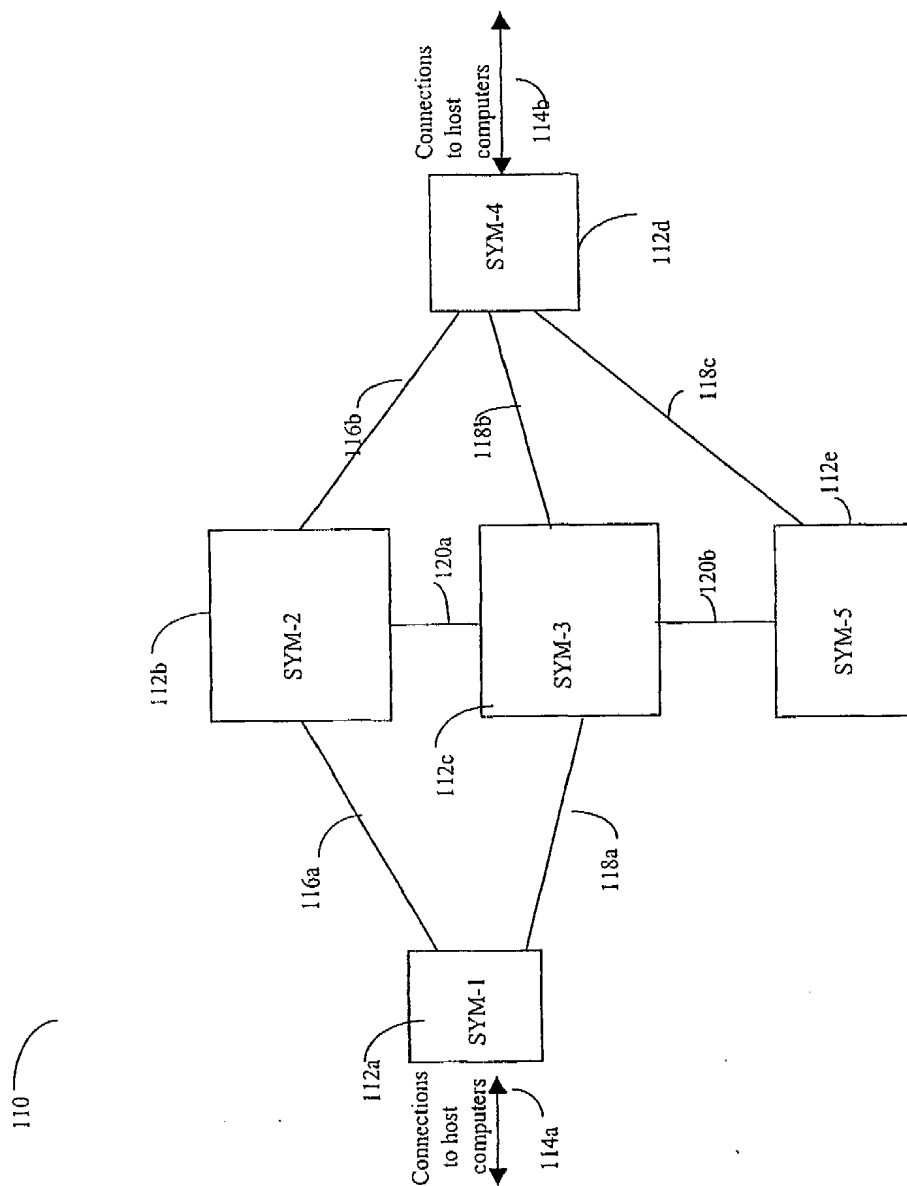 110
Connections
to host
computers
114a
112a
SYM-1
116a
118a
112b
SYM-2
120a
112c
SYM-3
120b
SYM-5
112e
116b
118b
118c
SYM-4
112d
Connections
to host
computers
114b